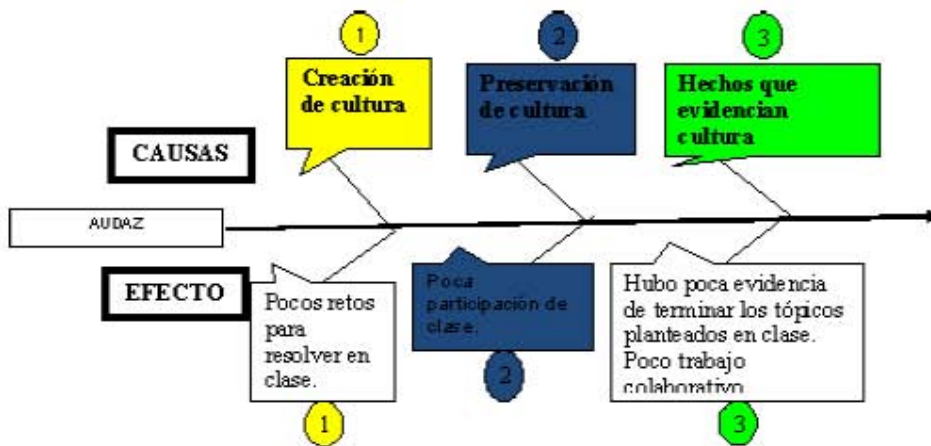 1
2
3
Creación
de cultura
Preservación
de cultura
Hechos que
evidencian
cultura
CAUSAS
AUDAZ
EFECTO
Pocos retos
para
resolver en
clase.
Poca
participación de
clase.
Hubo poca evidencia
de terminar los tópicos
planteados en clase.
Poco trabajo
colaborativo
1
2
3